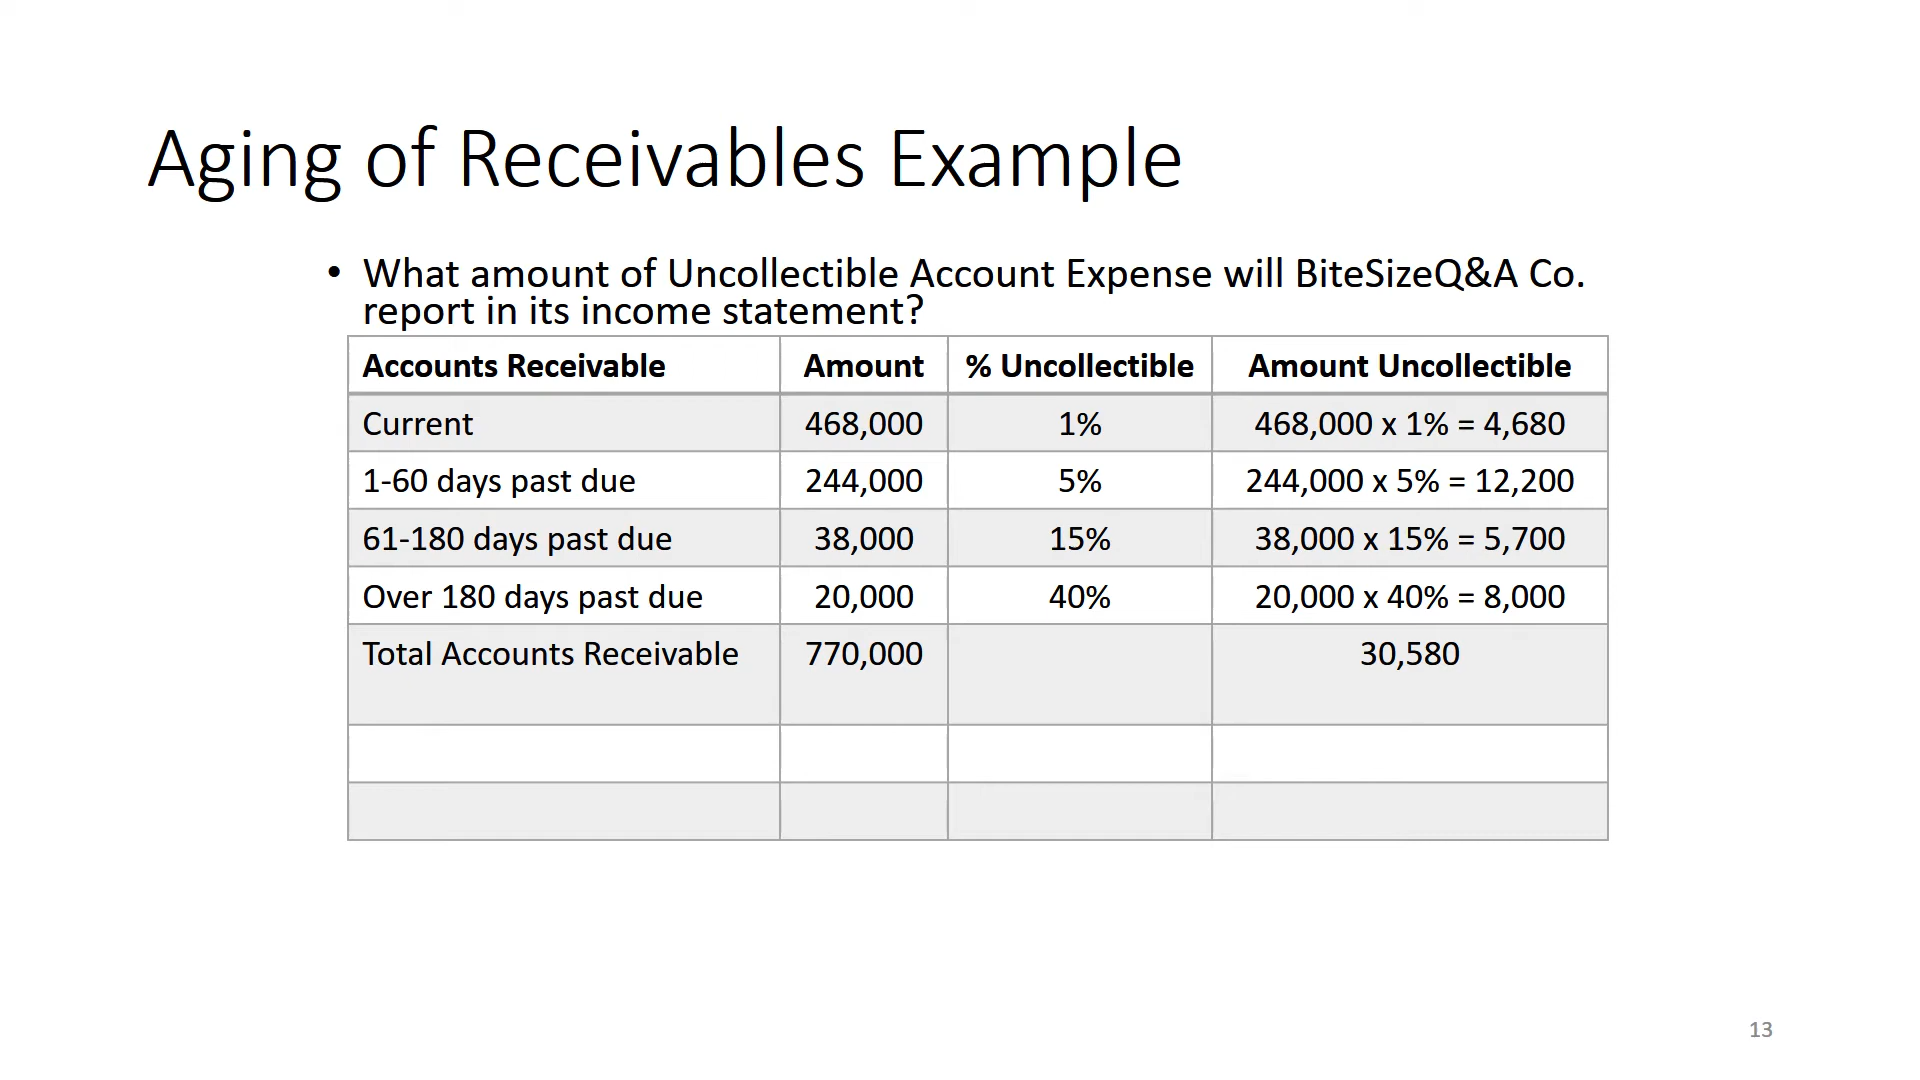 Aging of Receivables Example
• What amount of Uncollectible Account Expense will BiteSizeQ&A Co.
report in its income statement?
Accounts Receivable Amount % Uncollectible Amount Uncollectible
Current 468,000 1% 468,000 x 1% = 4,680
1-60 days past due 244,000 5% 244,000 x 5% = 12,200
61-180 days past due 38,000 15% 38,000 x 15% = 5,700
Over 180 days past due 20,000 40% 20,000 x 40% = 8,000
Total Accounts Receivable 770,000 30,580
13